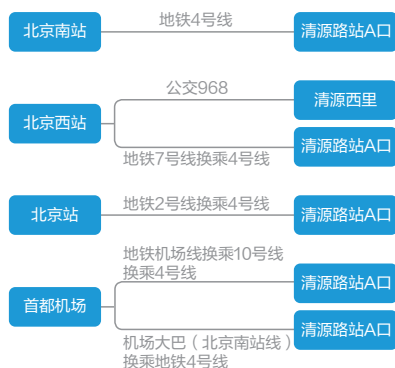 北京南站
地铁4号线
清源路站A口
北京西站
公交968
清源西里
地铁7号线换乘4号线
清源路站A口
北京站
地铁2号线换乘4号线
清源路站A口
首都机场
地铁机场线换乘10号线
换乘4号线
清源路站A口
机场大巴（北京南站线）
换乘地铁4号线
清源路站A口